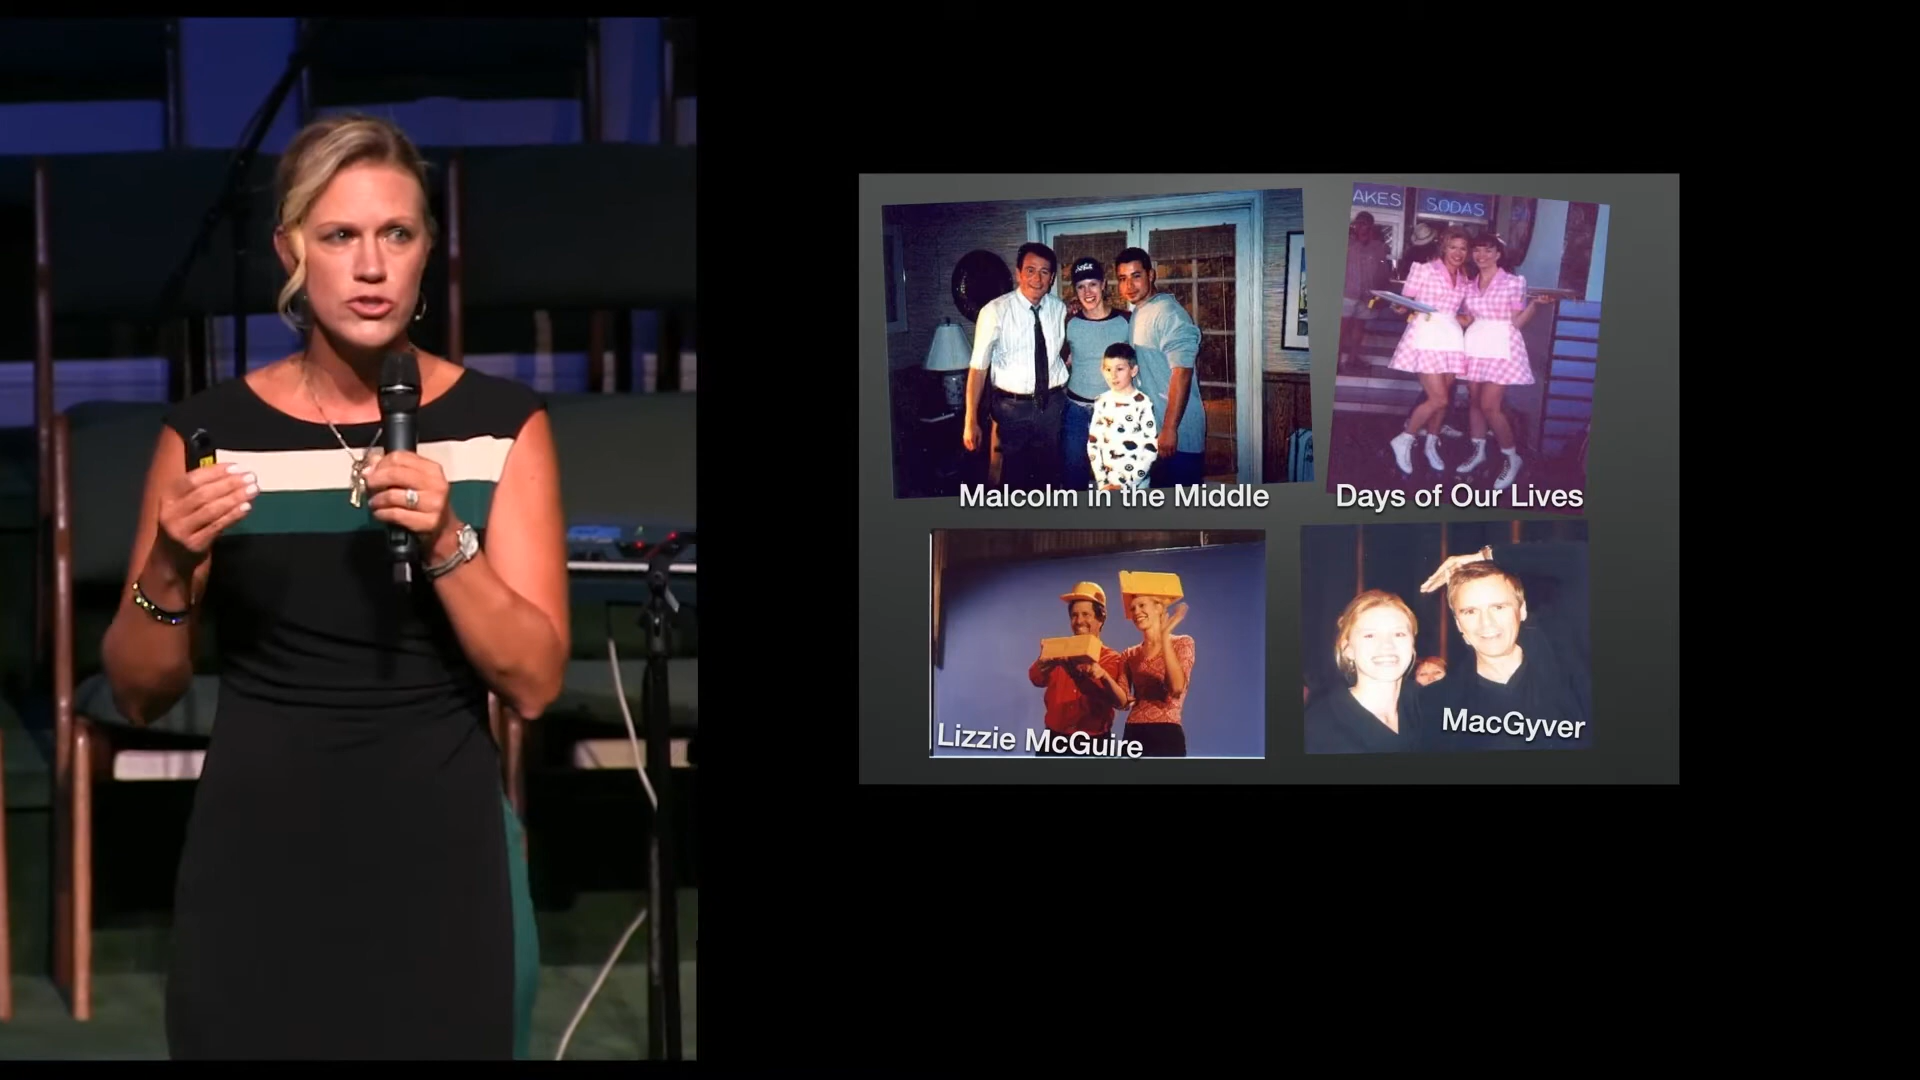 AKES SODAS
Malcolm in the Middle
Days of Our Lives
Lizzie McGuire
MacGyver